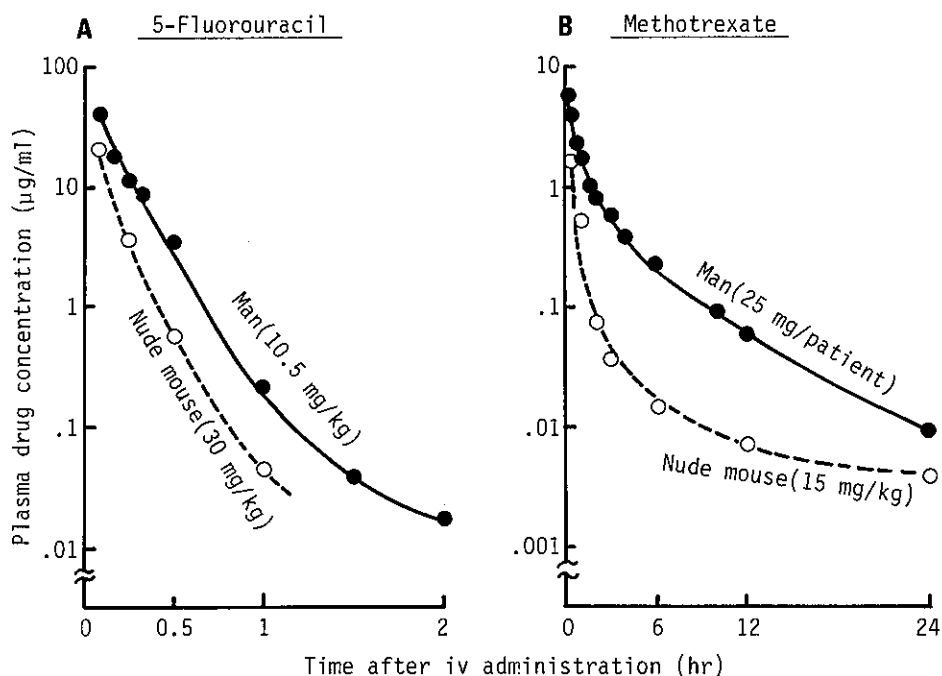 A 5-Fluorouracil
B Methotrexate
Plasma drug concentration (µg/ml)
100
10
1
.1
.01
0 0.5 1 2
Man(10.5 mg/kg)
Nude mouse(30 mg/kg)
10
1
.1
.01
.001
0 6 12 24
Man(25 mg/patient)
Nude mouse(15 mg/kg)
Time after iv administration (hr)